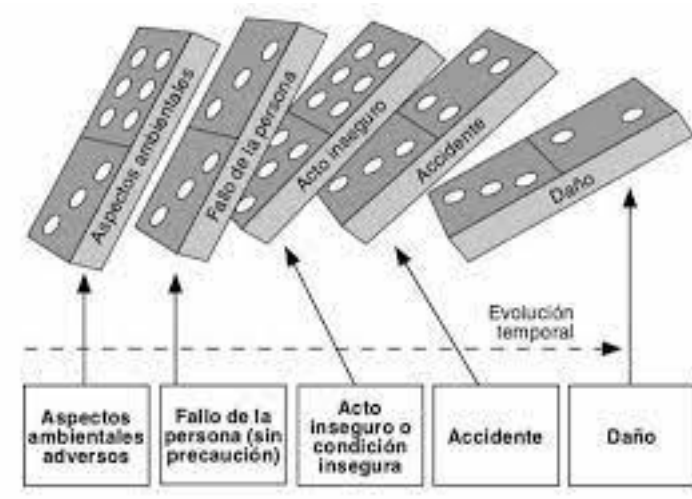 Aspectos ambientales
Fallo de la persona
Acto inseguro
Accidente
Daño
Evolución
temporal
Aspectos
ambientales
adversos
Fallo de la
persona (sin
precaución)
Acto
inseguro o
condición
insegura
Accidente
Daño